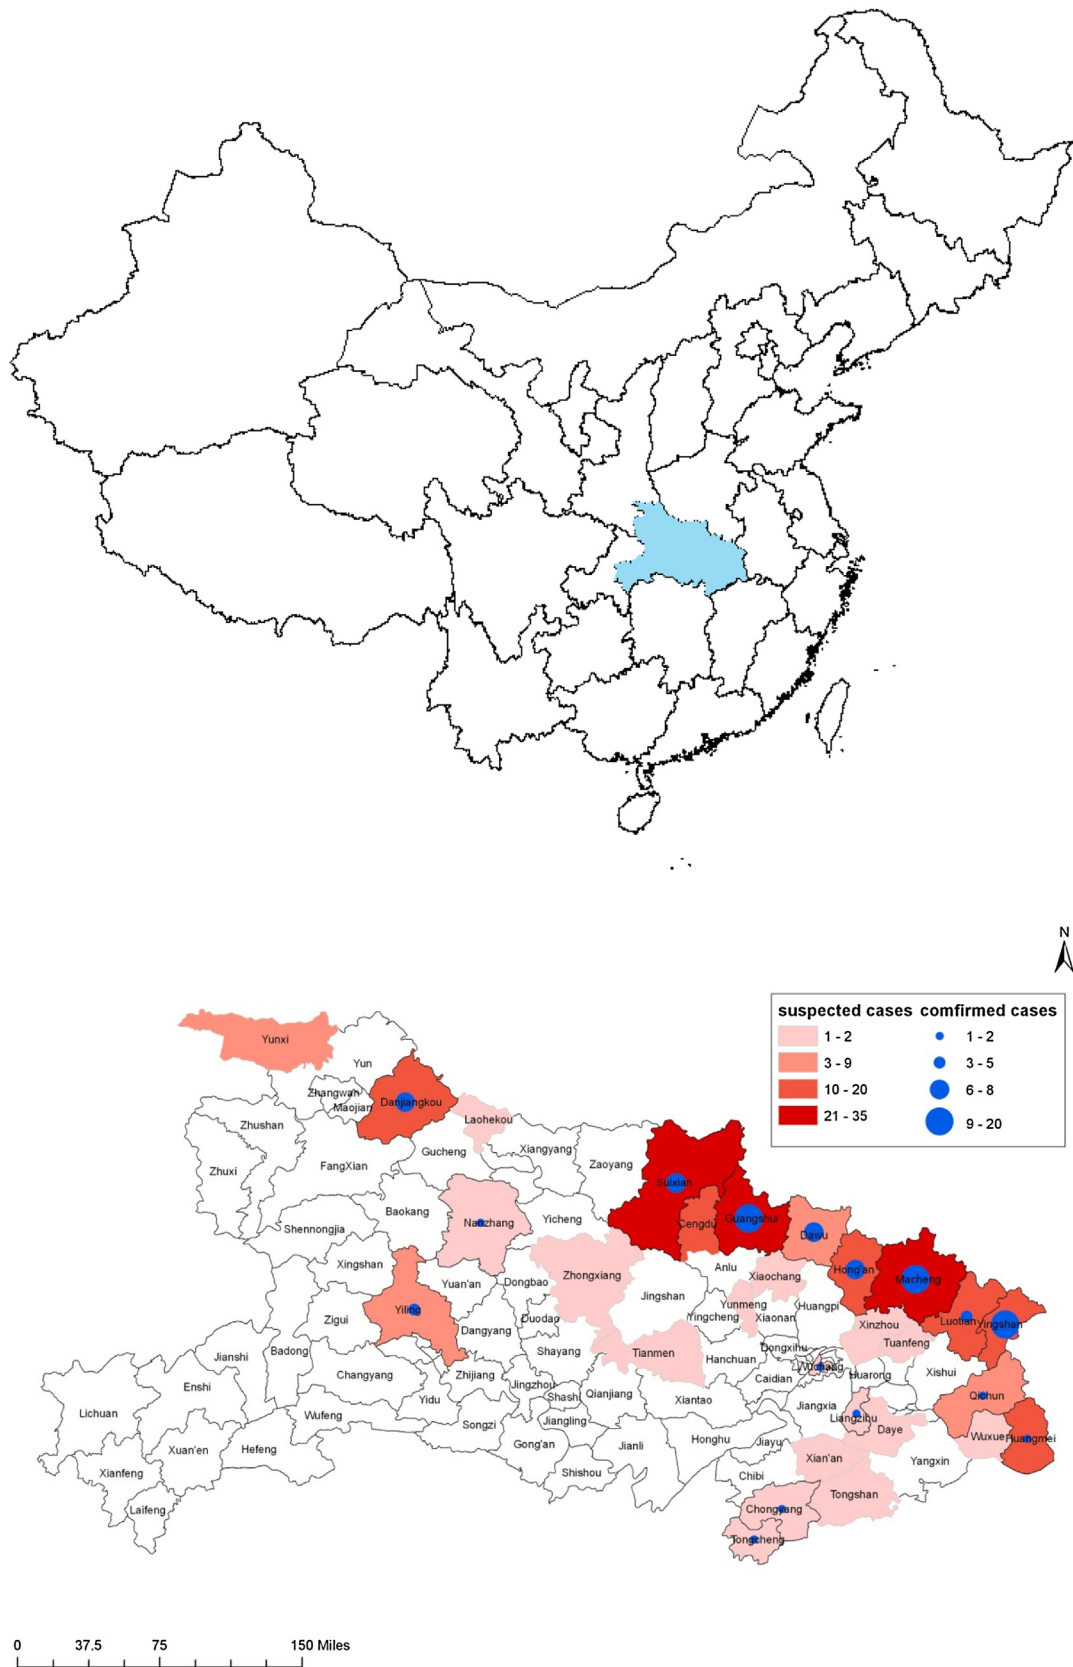 N
suspected cases comfirmed cases
1 - 2 1 - 2
3 - 9 3 - 5
10 - 20 6 - 8
21 - 35 9 - 20
Yunxi
Yun
Zhangwan
Maojian
Danjiangkou
Laohekou
Zhushan
Zhuxi
FangXian
Gucheng
Xiangyang
Zaoyang
Suixian
Cengdu
Guangshui
Dawu
Hong'an
Macheng
Luotian
Yingshan
Shennongjia
Baokang
Nanzhang
Yicheng
Xingshan
Yuan'an
Dongbao
Zhongxiang
Jingshan
Anlu
Xiaochang
Yunmeng
Yingcheng
Xiaonan
Huangpi
Xinzhou
Tuanfeng
Yiling
Zigui
Dangyang
Duodao
Shayang
Tianmen
Hanchuan
Dongxihu
Wuchang
Caidian
Huarong
Xishui
Qichun
Badong
Jianshi
Enshi
Lichuan
Changyang
Zhijiang
Yidu
Jingzhou
Shashi
Qianjiang
Xiantao
Jiangxia
Liangzihu
Daye
Wuxue
Huangmei
Wufeng
Songzi
Jiangling
Gong'an
Jianli
Honghu
Jiayu
Xian'an
Yangxin
Xuan'en
Hefeng
Xianfeng
Laifeng
Shishou
Chibi
Tongshan
Chongyang
Tongcheng
0 37.5 75 150 Miles